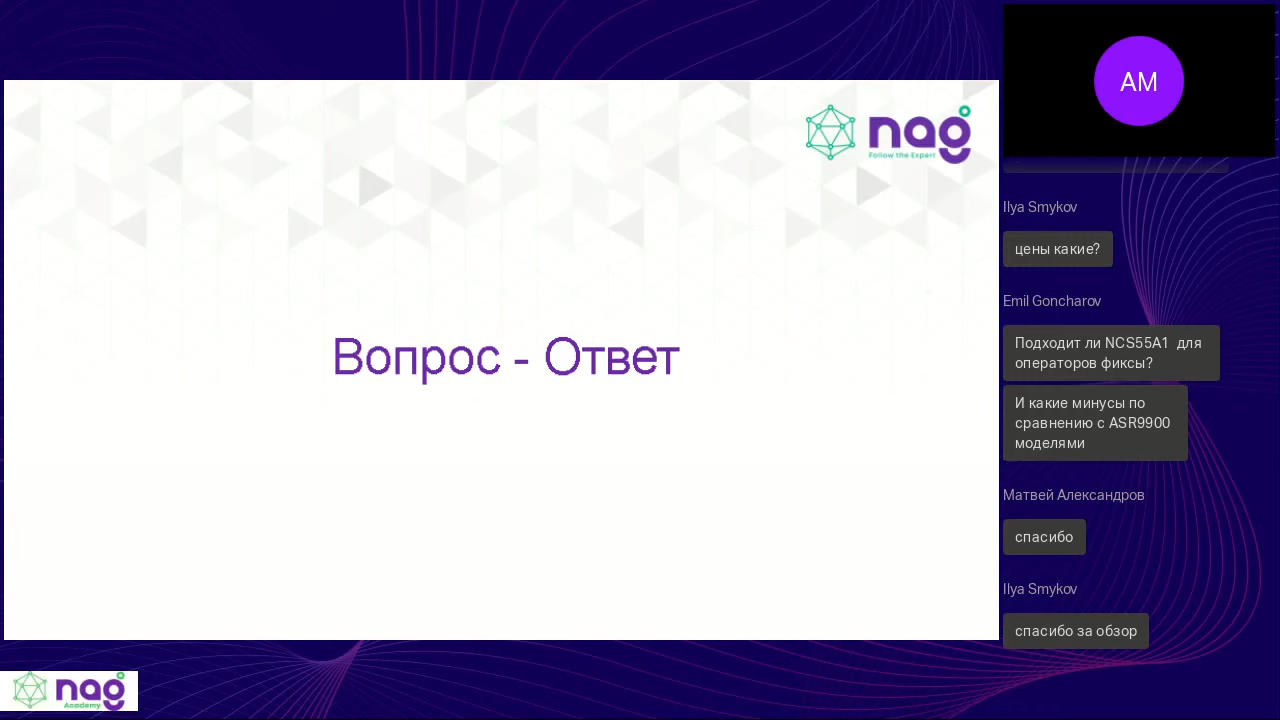 nag
Follow the Expert
Вопрос - Ответ
nag
Academy
AM
Ilya Smykov
цены какие?
Emil Goncharov
Подходит ли NCS55A1 для
операторов фиксы?
И какие минусы по
сравнению с ASR9900
моделями
Матвей Александров
спасибо
Ilya Smykov
спасибо за обзор